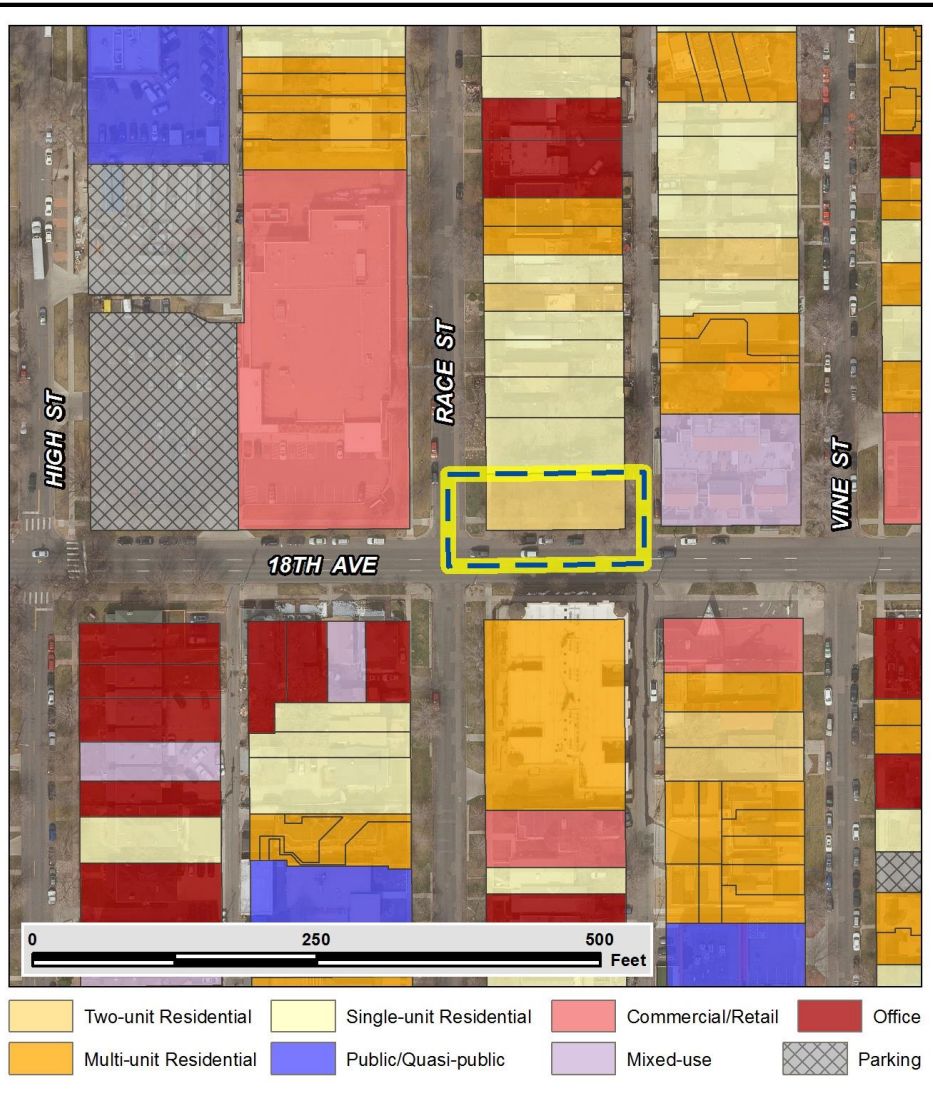 RACE ST
HIGH ST
VINE ST
18TH AVE
0 250 500
Feet
Two-unit Residential Single-unit Residential Commercial/Retail Office
Multi-unit Residential Public/Quasi-public Mixed-use Parking